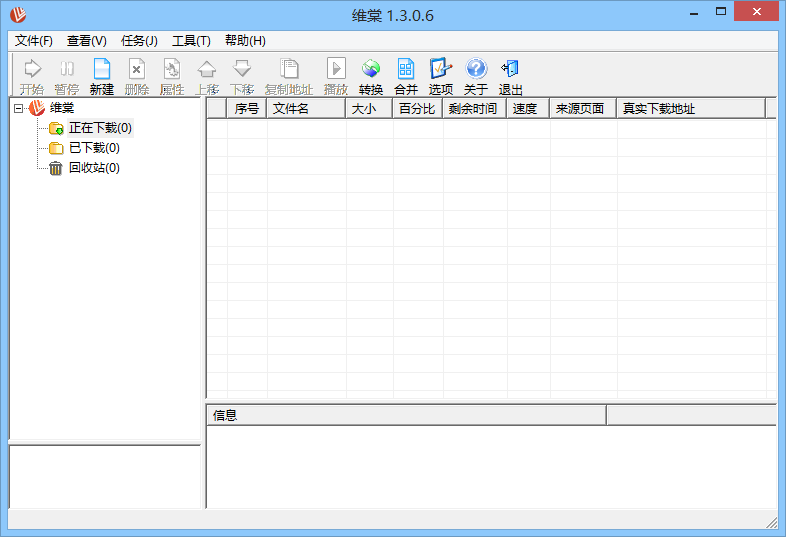 维棠 1.3.0.6
文件(F) 查看(V) 任务(J) 工具(T) 帮助(H)
开始 暂停 新建 删除 属性 上移 下移 复制地址 播放 转换 合并 选项 关于 退出
维棠
正在下载(0)
已下载(0)
回收站(0)
序号 文件名 大小 百分比 剩余时间 速度 来源页面 真实下载地址
信息